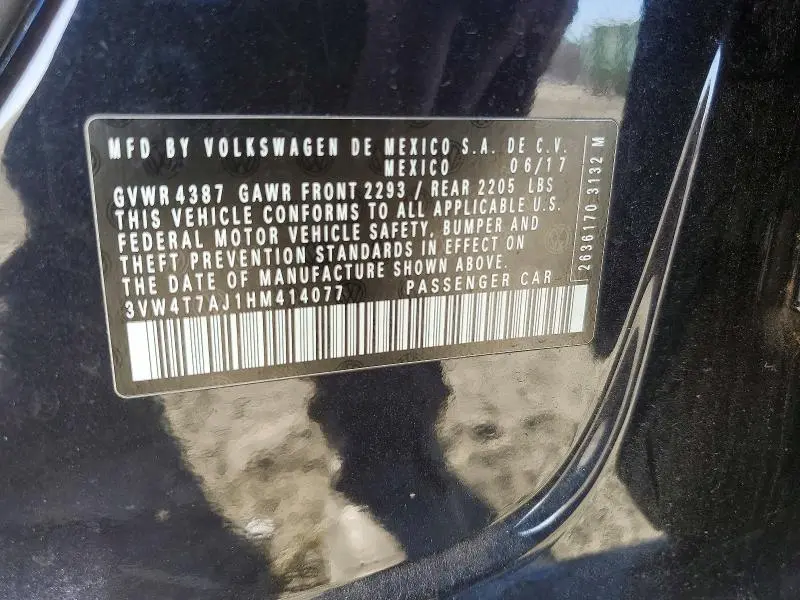 MFD BY VOLKSWAGEN DE MEXICO S.A. DE C.V.
MEXICO 06/17
GVWR 4387 GAWR FRONT 2293 / REAR 2205 LBS
THIS VEHICLE CONFORMS TO ALL APPLICABLE U.S.
FEDERAL MOTOR VEHICLE SAFETY, BUMPER AND
THEFT PREVENTION STANDARDS IN EFFECT ON
THE DATE OF MANUFACTURE SHOWN ABOVE.
3VW4T7AJ1HM414077 PASSENGER CAR
2636170 3132 M